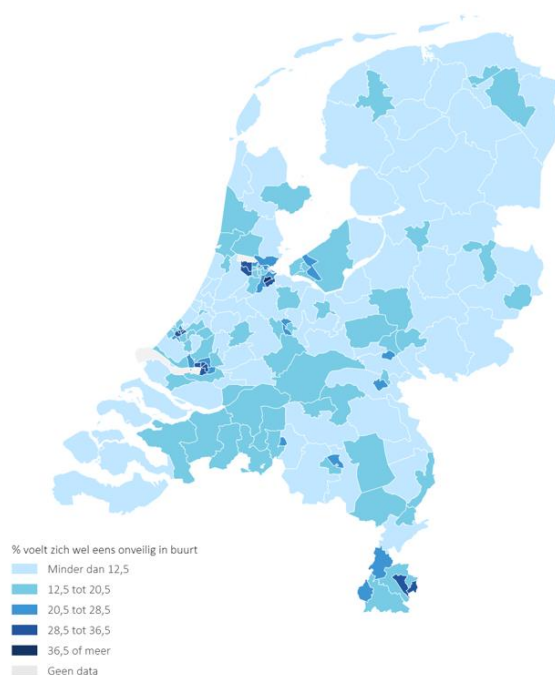 % voelt zich wel eens onveilig in buurt
Minder dan 12,5
12,5 tot 20,5
20,5 tot 28,5
28,5 tot 36,5
36,5 of meer
Geen data